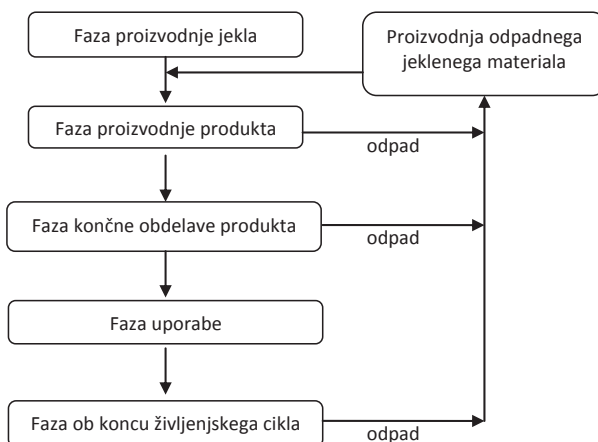 Faza proizvodnje jekla
Proizvodnja odpadnega
jeklenega materiala
Faza proizvodnje produkta
odpad
Faza končne obdelave produkta
odpad
Faza uporabe
Faza ob koncu življenjskega cikla
odpad